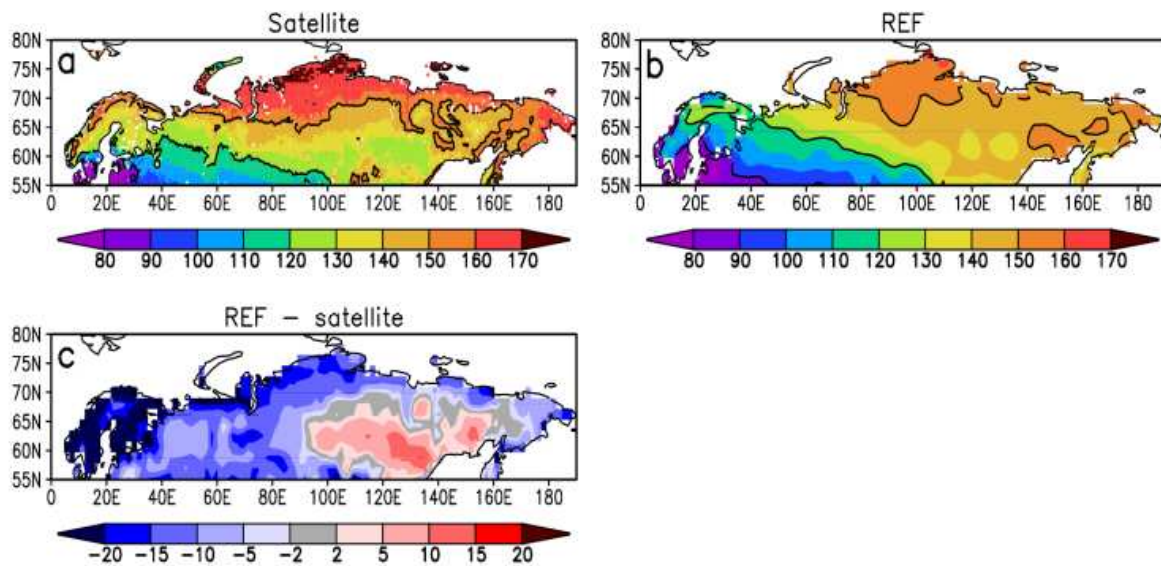 Satellite
80N
75N
70N
65N
60N
55N
a
0 20E 40E 60E 80E 100E 120E 140E 160E 180
80 90 100 110 120 130 140 150 160 170
REF
80N
75N
70N
65N
60N
55N
b
0 20E 40E 60E 80E 100E 120E 140E 160E 180
80 90 100 110 120 130 140 150 160 170
REF - satellite
80N
75N
70N
65N
60N
55N
c
0 20E 40E 60E 80E 100E 120E 140E 160E 180
-20 -15 -10 -5 -2 2 5 10 15 20